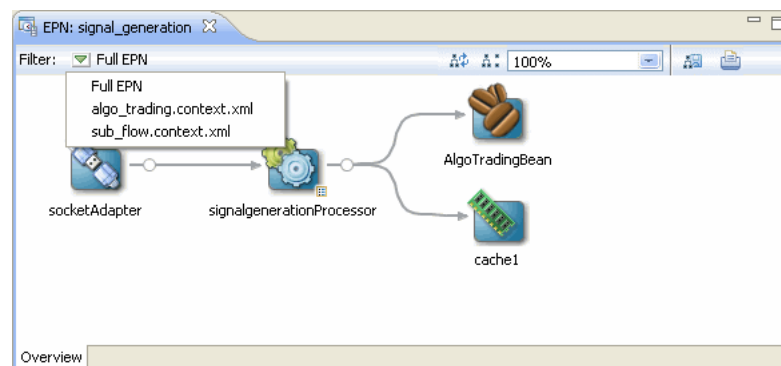 EPN: signal_generation
Filter: Full EPN 100%
Full EPN
algo_trading.context.xml
sub_flow.context.xml
AlgoTradingBean
socketAdapter signalgenerationProcessor
cache1
Overview